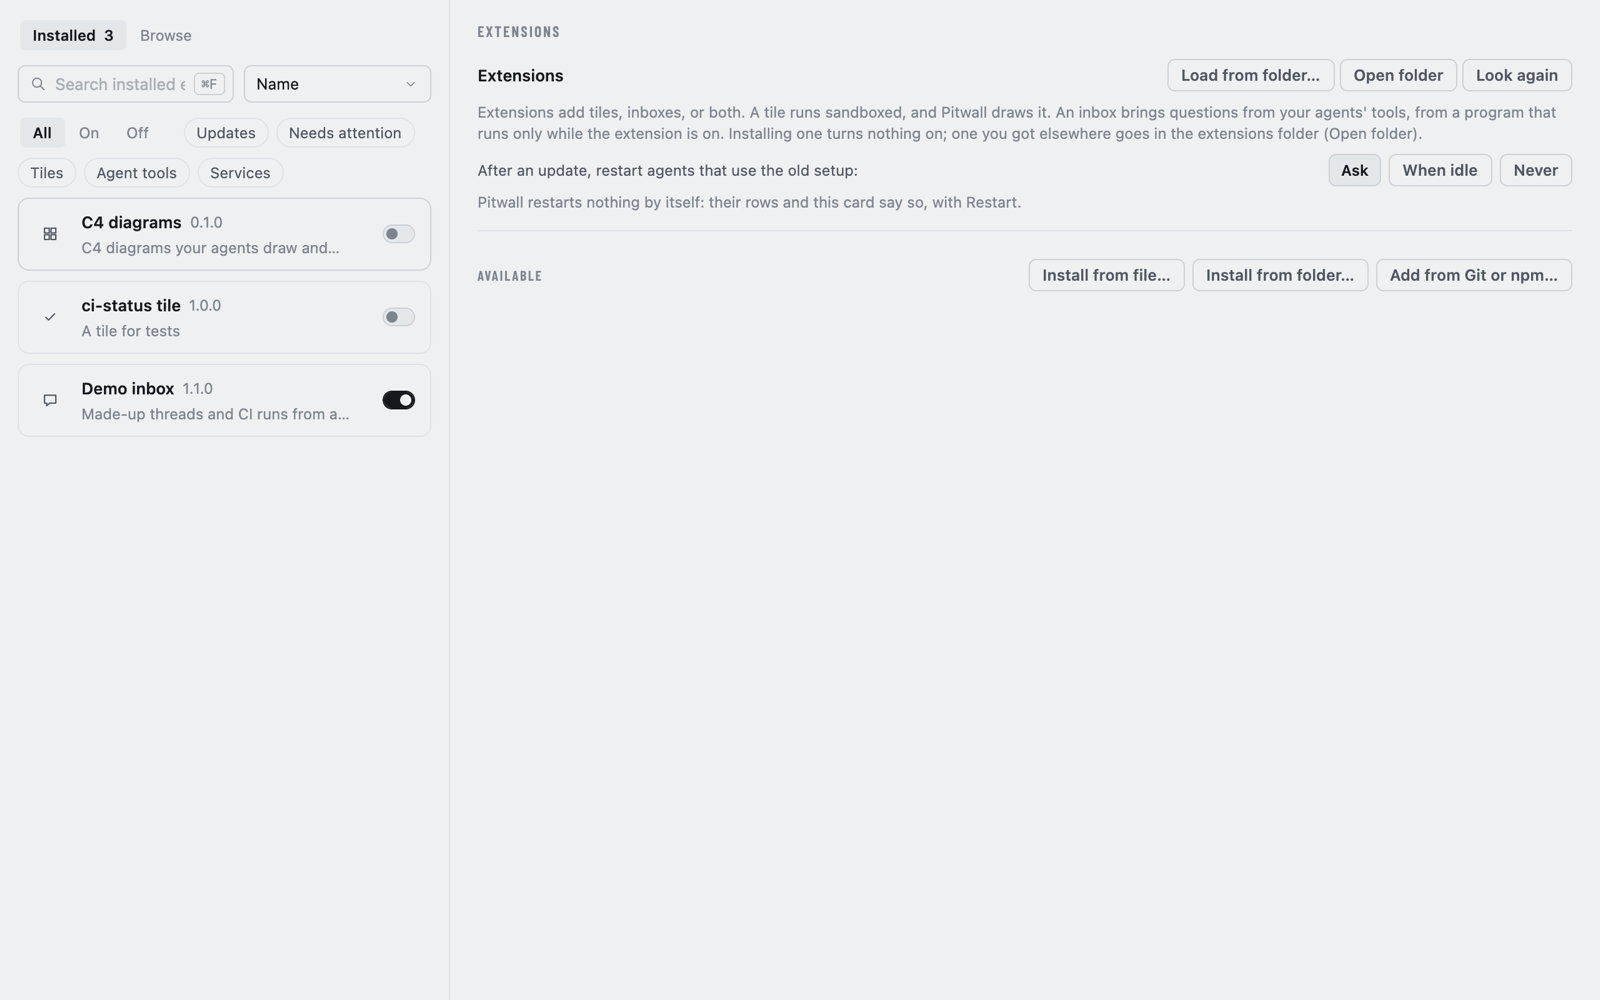 Installed 3
Browse
Search installed e
⌘F
Name
All
On
Off
Updates
Needs attention
Tiles
Agent tools
Services
C4 diagrams 0.1.0
C4 diagrams your agents draw and...
ci-status tile 1.0.0
A tile for tests
Demo inbox 1.1.0
Made-up threads and CI runs from a...
EXTENSIONS
Extensions
Load from folder...
Open folder
Look again
Extensions add tiles, inboxes, or both. A tile runs sandboxed, and Pitwall draws it. An inbox brings questions from your agents' tools, from a program that
runs only while the extension is on. Installing one turns nothing on; one you got elsewhere goes in the extensions folder (Open folder).
After an update, restart agents that use the old setup:
Ask
When idle
Never
Pitwall restarts nothing by itself: their rows and this card say so, with Restart.
AVAILABLE
Install from file...
Install from folder...
Add from Git or npm...